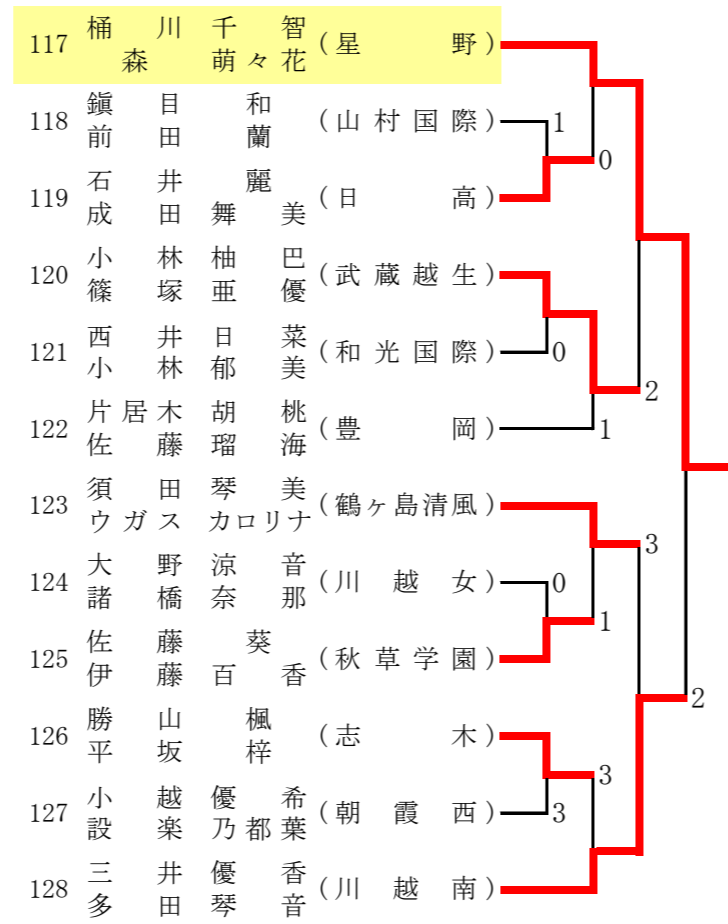 117 桶川千智 (星野)
森萌々花
118 鎭目和 (山村国際) 1
前田蘭
0
119 石井麗 (日高)
成田舞美
120 小林柚巴 (武蔵越生)
篠塚亜優
121 西井日菜 (和光国際) 0
小林郁美
2
122 片居木胡桃 (豊岡) 1
佐藤瑠海
123 須田琴美 (鶴ヶ島清風)
ウガス カロリナ
3
124 大野涼音 (川越女) 0
諸橋奈那
1
125 佐藤葵 (秋草学園)
伊藤百香
2
126 勝山楓 (志木)
平坂梓
3
127 小越優希 (朝霞西) 3
設楽乃都葉
128 三井優香 (川越南)
多田琴音